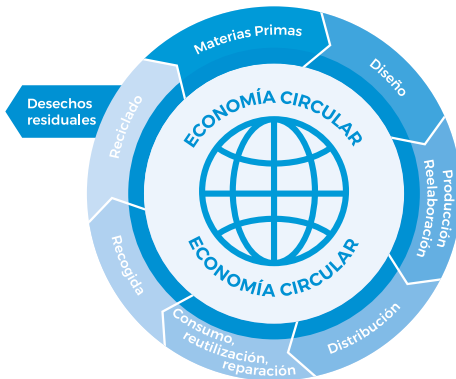 Materias Primas
Diseño
Producción
Reelaboración
Distribución
Consumo,
reutilización,
reparación
Recogida
Reciclado
Desechos
residuales
ECONOMÍA CIRCULAR
ECONOMÍA CIRCULAR